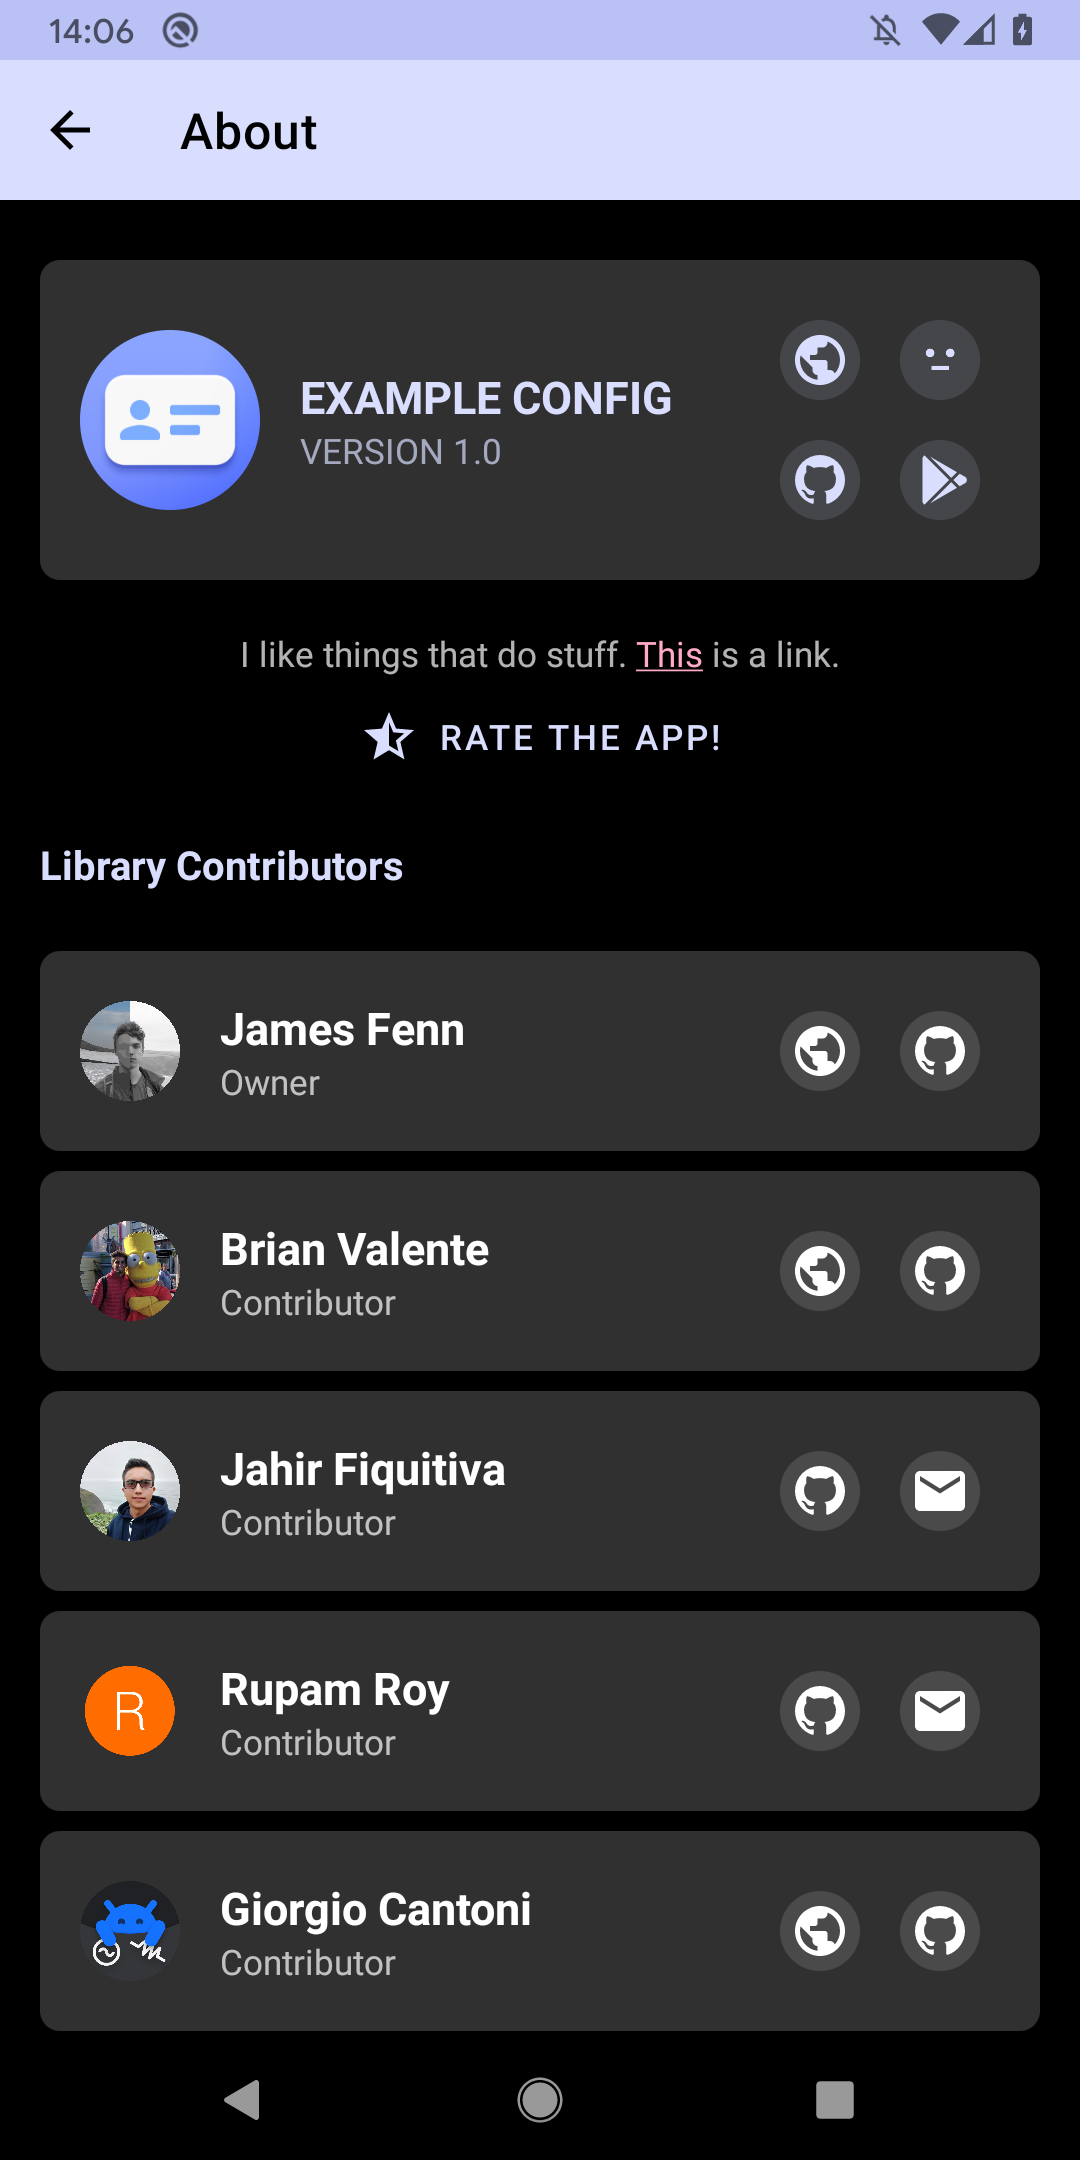 14:06
About
EXAMPLE CONFIG
VERSION 1.0
I like things that do stuff. This is a link.
RATE THE APP!
Library Contributors
James Fenn
Owner
Brian Valente
Contributor
Jahir Fiquitiva
Contributor
R
Rupam Roy
Contributor
Giorgio Cantoni
Contributor